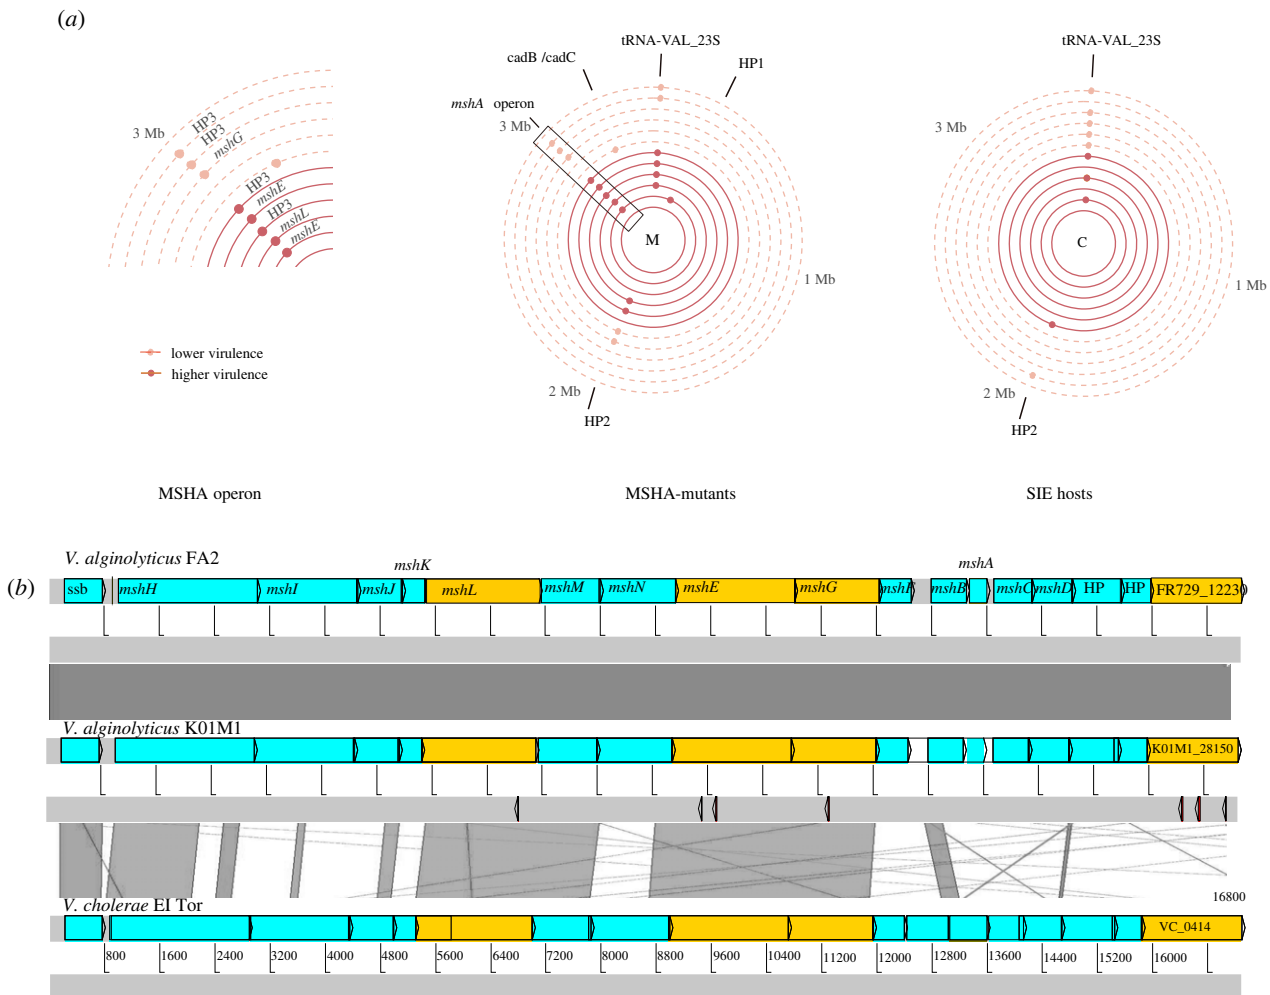 (a)
tRNA-VAL_23S
cadB /cadC
HP1
mshA operon
3 Mb
M
1 Mb
2 Mb
HP2
3 Mb
HP3
HP3
mshG
HP3
mshE
HP3
mshL
mshE
lower virulence
higher virulence
tRNA-VAL_23S
3 Mb
C
1 Mb
2 Mb
HP2
MSHA operon
MSHA-mutants
SIE hosts
(b)
V. alginolyticus FA2
mshK
mshA
ssb mshH mshI mshJ mshL mshM mshN mshE mshG mshF mshB mshC mshD HP HP FR729_12230
V. alginolyticus K01M1
K01M1_28150
16800
V. cholerae El Tor
VC_0414
800 1600 2400 3200 4000 4800 5600 6400 7200 8000 8800 9600 10400 11200 12000 12800 13600 14400 15200 16000